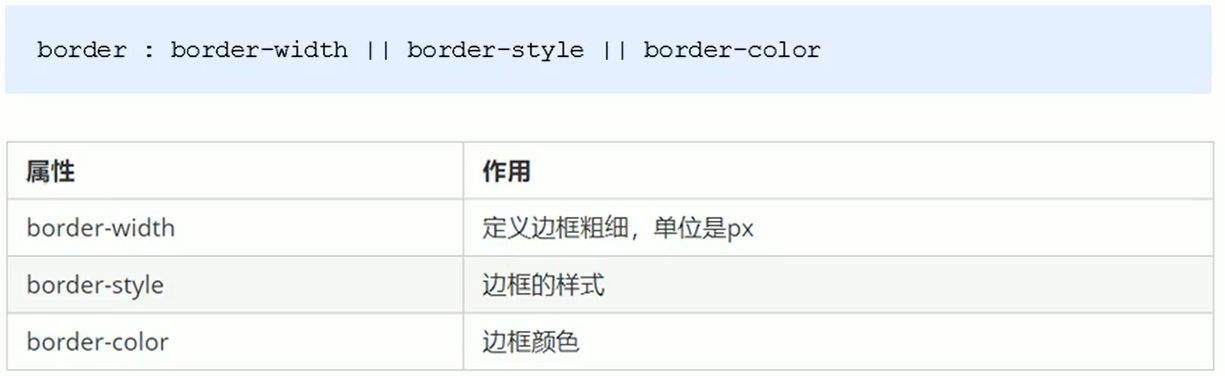 border : border-width || border-style || border-color
属性 作用
border-width 定义边框粗细，单位是px
border-style 边框的样式
border-color 边框颜色